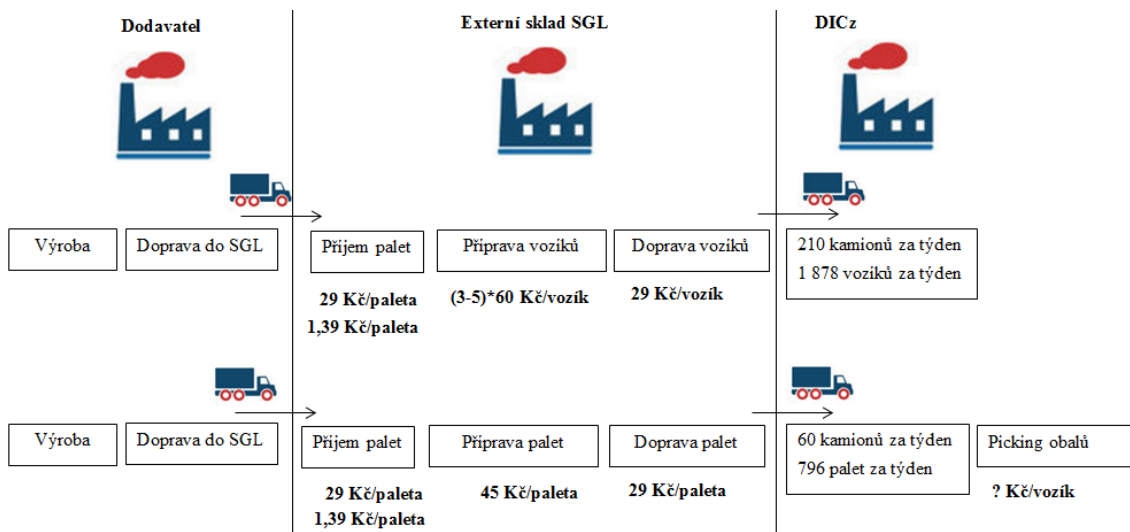 Dodavatel
Externí sklad SGL
DICz
Výroba
Doprava do SGL
Příjem palet
Příprava vozíků
Doprava vozíků
210 kamionů za týden
1 878 vozíků za týden
29 Kč/paleta
(3-5)*60 Kč/vozík
29 Kč/vozík
1,39 Kč/paleta
Výroba
Doprava do SGL
Příjem palet
Příprava palet
Doprava palet
60 kamionů za týden
796 palet za týden
Picking obalů
29 Kč/paleta
45 Kč/paleta
29 Kč/paleta
? Kč/vozík
1,39 Kč/paleta